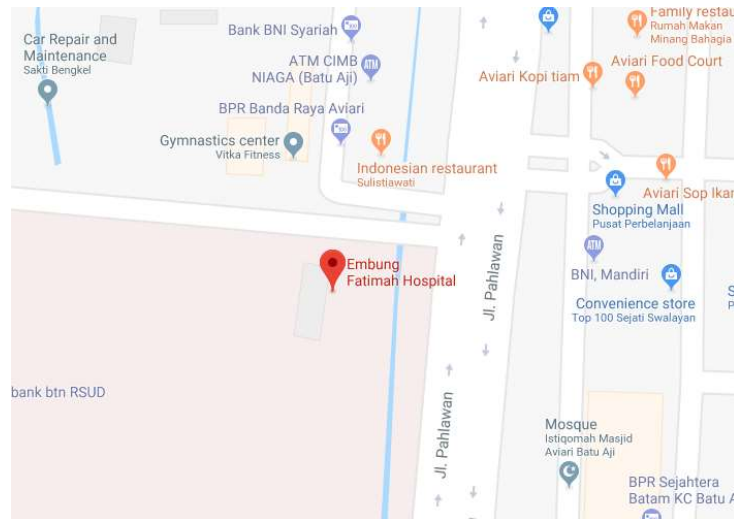 Car Repair and
Maintenance
Sakti Bengkel
Bank BNI Syariah
ATM CIMB
NIAGA (Batu Aji)
ATM
BPR Banda Raya Aviari
Gymnastics center
Vitka Fitness
Indonesian restaurant
Sulistiawati
Family restau
Rumah Makan
Minang Bahagia
Aviari Kopi tiam
Aviari Food Court
Aviari Sop Ikan
Shopping Mall
Pusat Perbelanjaan
ATM
BNI, Mandiri
Convenience store
Top 100 Sejati Swalayan
S
P
Embung
Fatimah Hospital
Jl. Pahlawan
Jl. Pahlawan
bank btn RSUD
Mosque
Istiqomah Masjid
Aviari Batu Aji
BPR Sejahtera
Batam KC Batu A